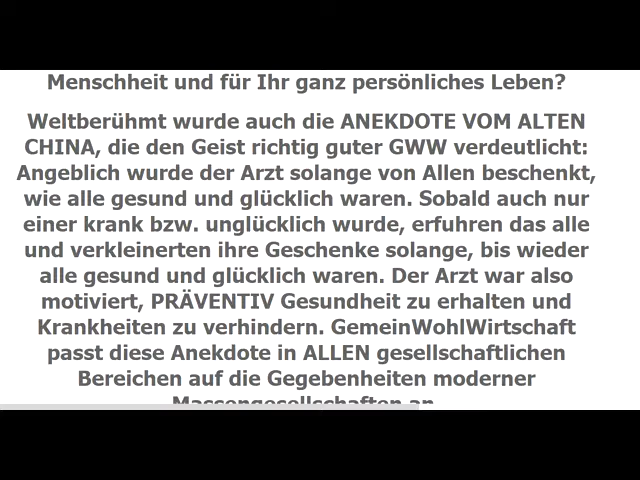 Menschheit und für Ihr ganz persönliches Leben?
Weltberühmt wurde auch die ANEKDOTE VOM ALTEN
CHINA, die den Geist richtig guter GWW verdeutlicht:
Angeblich wurde der Arzt solange von Allen beschenkt,
wie alle gesund und glücklich waren. Sobald auch nur
einer krank bzw. unglücklich wurde, erfuhren das alle
und verkleinerten ihre Geschenke solange, bis wieder
alle gesund und glücklich waren. Der Arzt war also
motiviert, PRÄVENTIV Gesundheit zu erhalten und
Krankheiten zu verhindern. GemeinWohlWirtschaft
passt diese Anekdote in ALLEN gesellschaftlichen
Bereichen auf die Gegebenheiten moderner
Massengesellschaften an